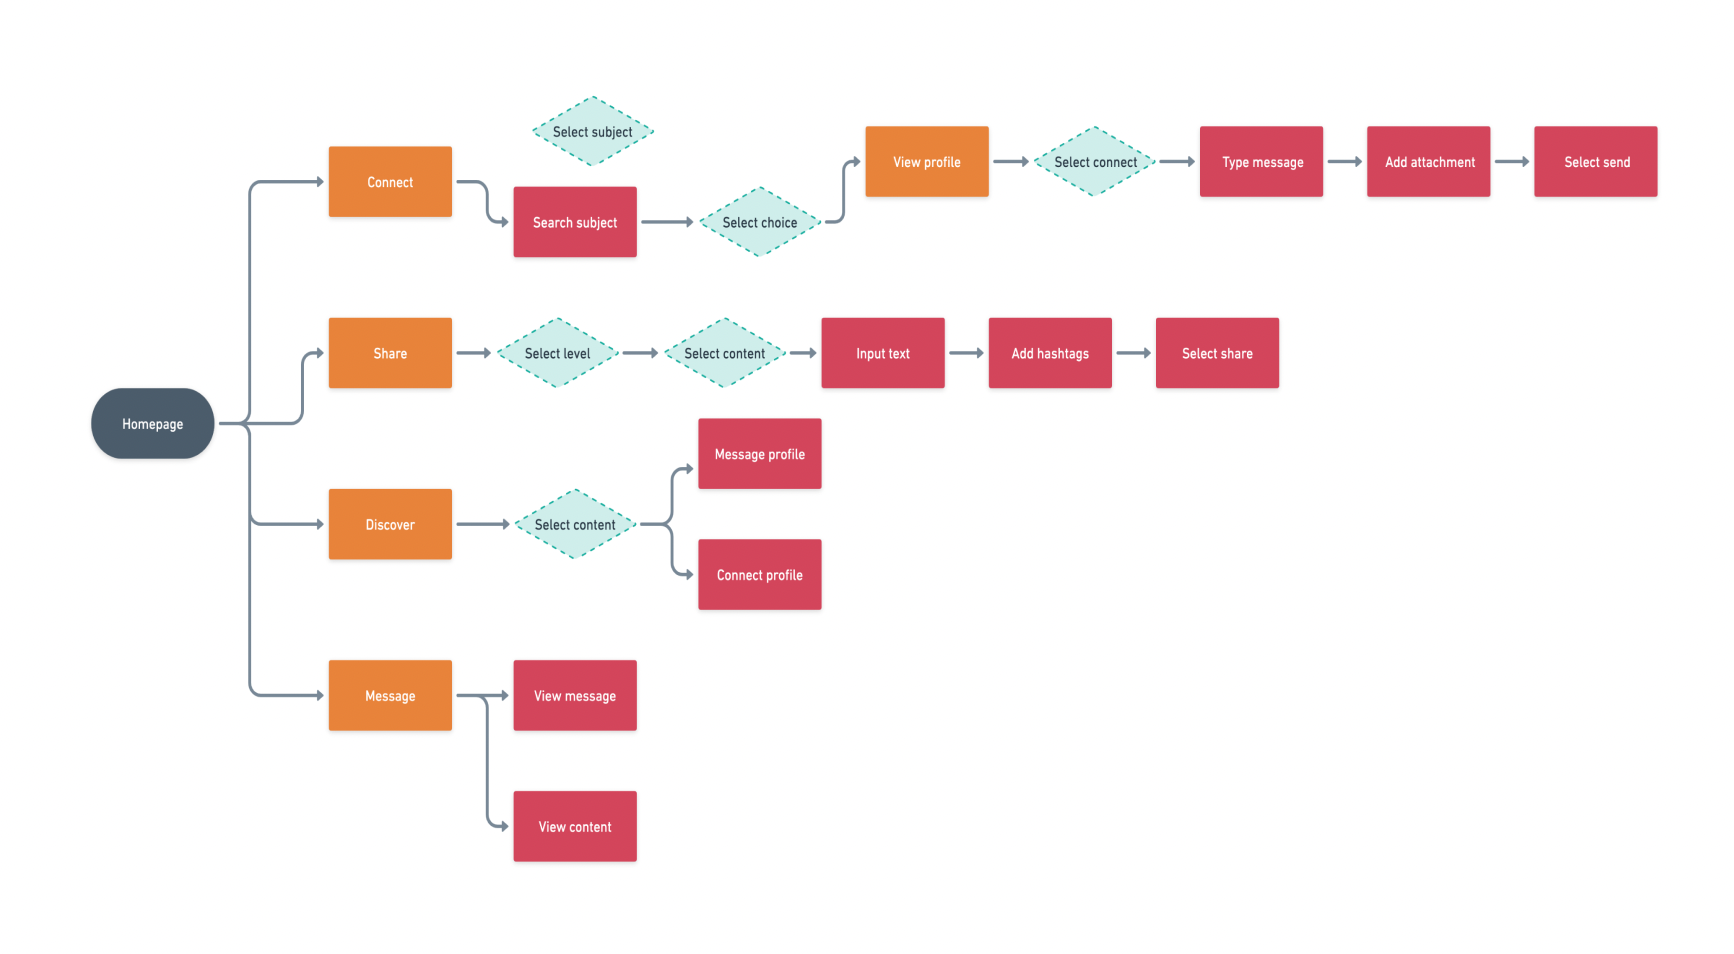 Select subject
View profile
Select connect
Type message
Add attachment
Select send
Connect
Search subject
Select choice
Share
Select level
Select content
Input text
Add hashtags
Select share
Homepage
Message profile
Discover
Select content
Connect profile
Message
View message
View content